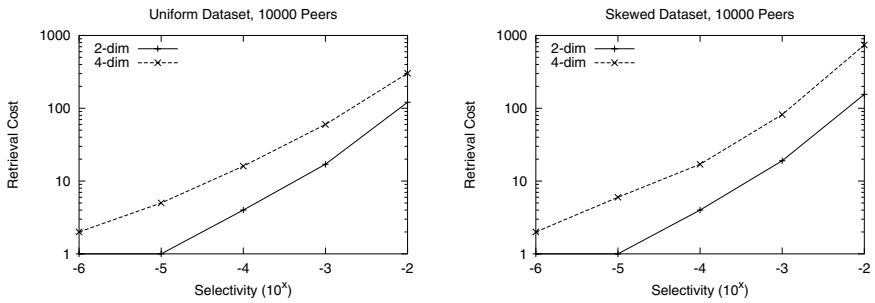 Uniform Dataset, 10000 Peers
1000
100
10
1
Retrieval Cost
2-dim
4-dim
-6 -5 -4 -3 -2
Selectivity (10^x)
Skewed Dataset, 10000 Peers
1000
100
10
1
Retrieval Cost
2-dim
4-dim
-6 -5 -4 -3 -2
Selectivity (10^x)